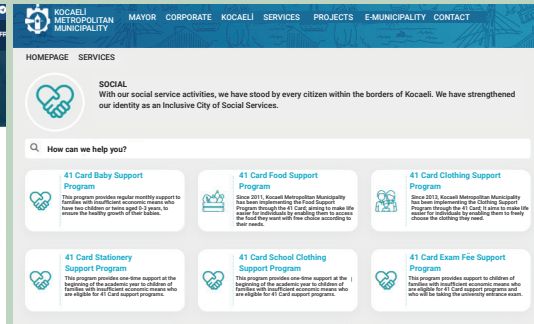 KOCAELİ
METROPOLITAN
MUNICIPALITY
MAYOR CORPORATE KOCAELİ SERVICES PROJECTS E-MUNICIPALITY CONTACT
HOMEPAGE SERVICES
SOCIAL
With our social service activities, we have stood by every citizen within the borders of Kocaeli. We have strengthened
our identity as an Inclusive City of Social Services.
How can we help you?
41 Card Baby Support
Program
This program provides regular monthly support to
families with insufficient economic means who
have two children or twins aged 0-3 years, to
ensure the healthy growth of their babies.
41 Card Food Support
Program
Since 2011, Kocaeli Metropolitan Municipality
has been implementing the Food Support
Program through the 41 Card; aiming to make life
easier for individuals by enabling them to access
the food they want with free choice according to
their needs.
41 Card Clothing Support
Program
Since 2013, Kocaeli Metropolitan Municipality
has been implementing the Clothing Support
Program through the 41 Card; It aims to make life
easier for individuals by enabling them to freely
choose the clothing they need.
41 Card Stationery
Support Program
This program provides one-time support at the
beginning of the academic year to children of
families with insufficient economic means who
are eligible for 41 Card support programs.
41 Card School Clothing
Support Program
This program provides one-time support at the
beginning of the academic year to children of
families with insufficient economic means who
are eligible for 41 Card support programs.
41 Card Exam Fee Support
Program
This program provides support to children of
families with insufficient economic means who
are eligible for 41 Card support programs and
who will be taking the university entrance exam.